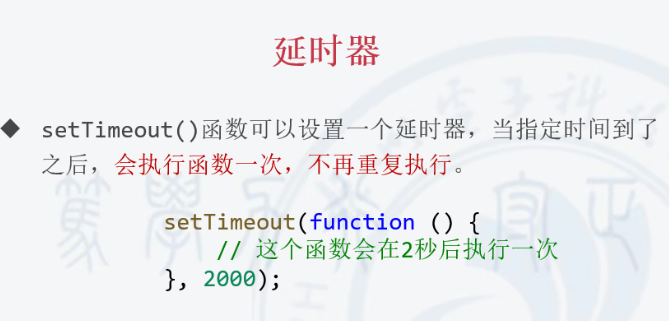 延时器
◆ setTimeout()函数可以设置一个延时器，当指定时间到了
之后，会执行函数一次，不再重复执行。
setTimeout(function () {
// 这个函数会在2秒后执行一次
}, 2000);